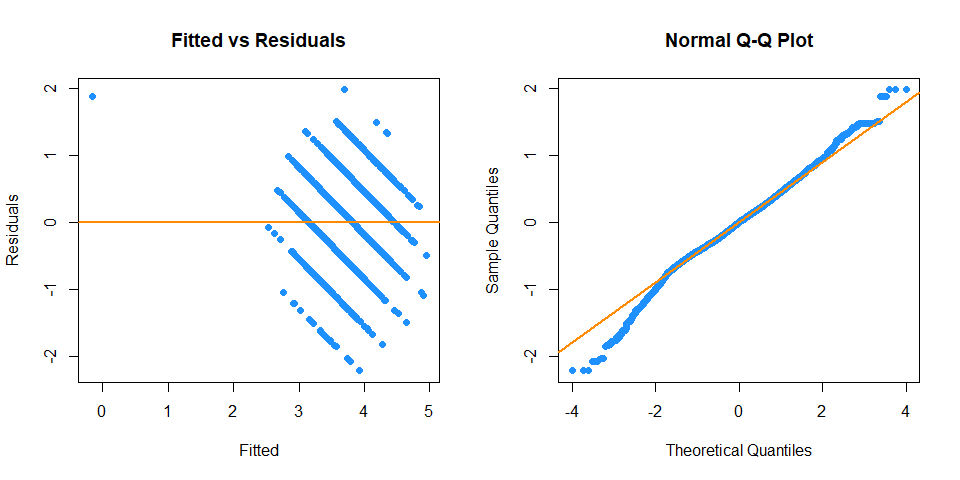 Fitted vs Residuals
Residuals
2
1
0
-1
-2
0 1 2 3 4 5
Fitted
Normal Q-Q Plot
Sample Quantiles
2
1
0
-1
-2
-4 -2 0 2 4
Theoretical Quantiles